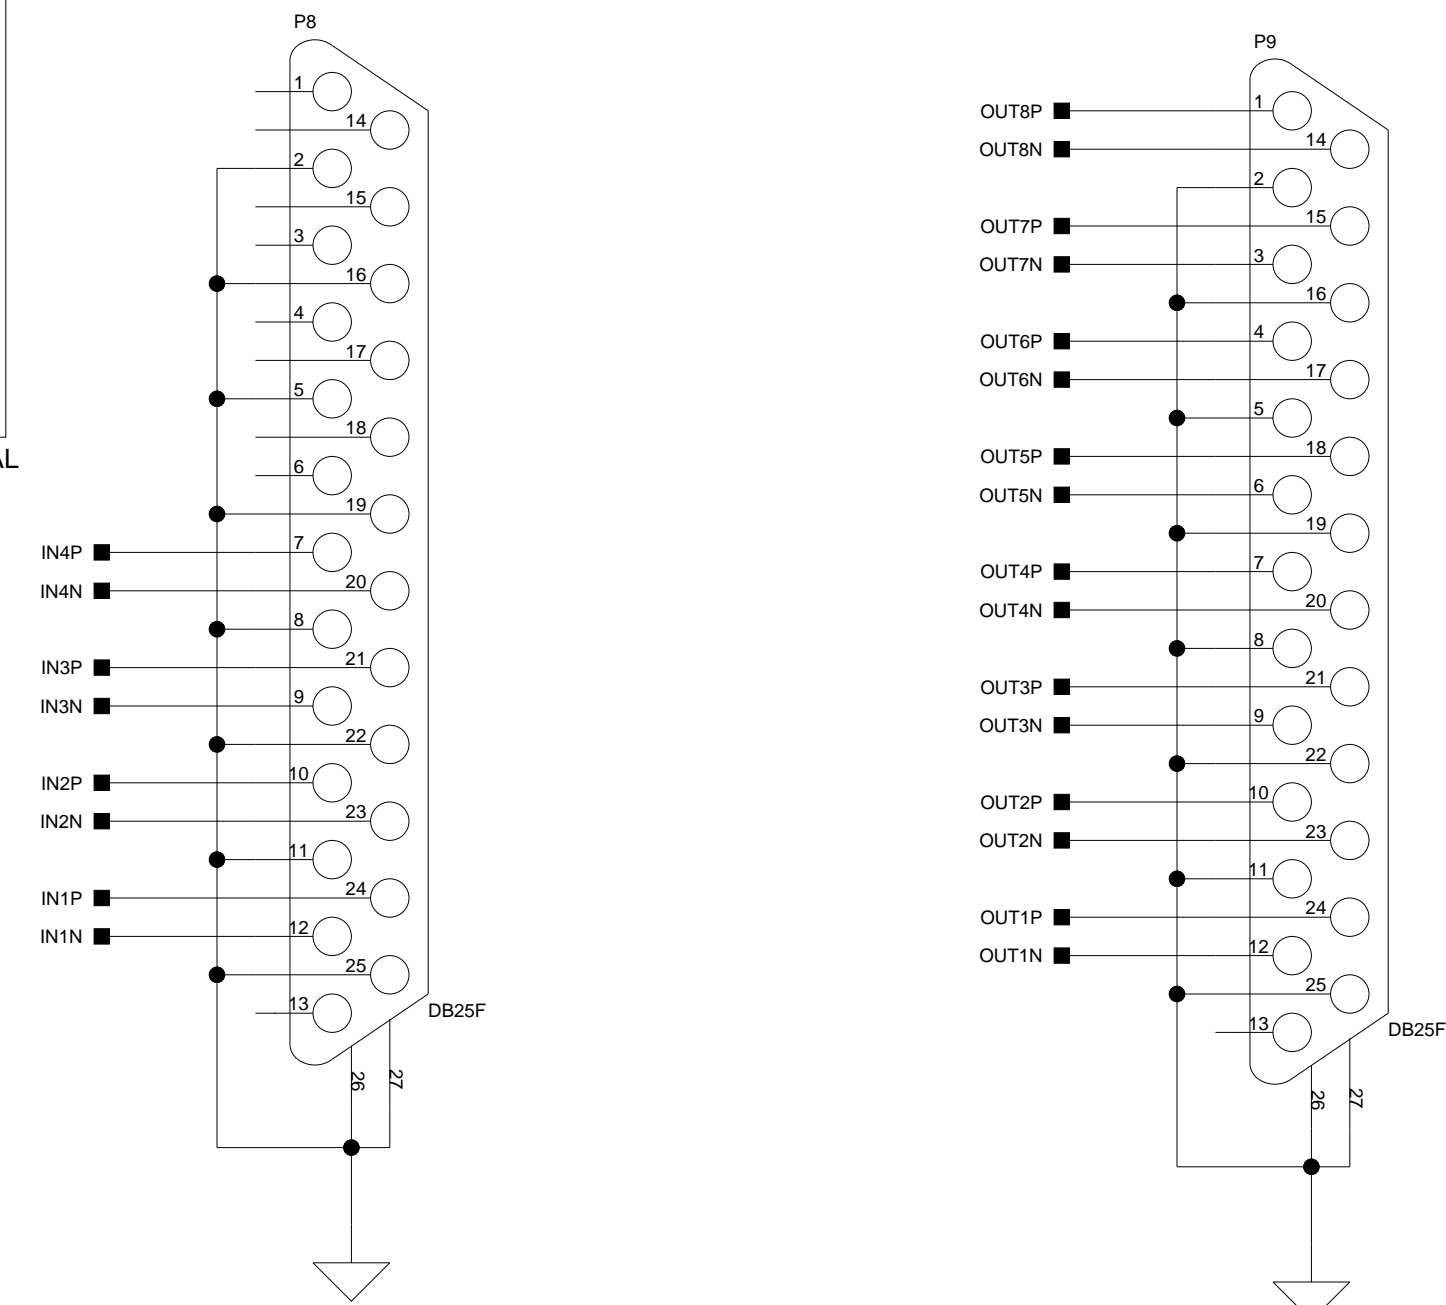 P8
1
14
2
15
3
16
4
17
5
18
6
19
IN4P 7
IN4N 20
8
IN3P 21
IN3N 9
22
IN2P 10
IN2N 23
11
IN1P 24
IN1N 12
25
13
DB25F
26 27
AL
P9
OUT8P 1
OUT8N 14
2
OUT7P 15
OUT7N 3
16
OUT6P 4
OUT6N 17
5
OUT5P 18
OUT5N 6
19
OUT4P 7
OUT4N 20
8
OUT3P 21
OUT3N 9
22
OUT2P 10
OUT2N 23
11
OUT1P 24
OUT1N 12
25
13
DB25F
26 27